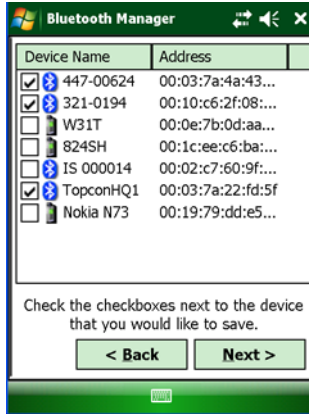 Bluetooth Mana
Device Name Address
447-00624 00:03:7a:4a:43...
321-0194 00:10:c6:2f:08:...
W31T 00:0e:7b:0d:aa...
824SH 00:1c:ee:c6:ba:...
IS 000014 00:02:c7:60:9f:...
TopconHQ1 00:03:7a:22:fd:5f
Nokia N73 00:19:79:dd:e5...
Check the checkboxes next to the device
that you would like to save.
< Back Next >